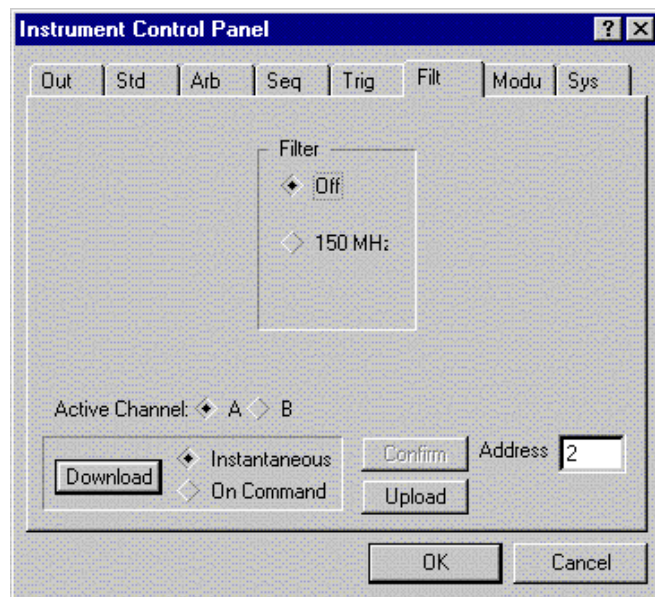 Instrument Control Panel
Out Std Arb Seq Trig Filt Modu Sys
Filter
Off
150 MHz
Active Channel: A B
Download
Instantaneous
On Command
Confirm
Upload
Address 2
OK Cancel